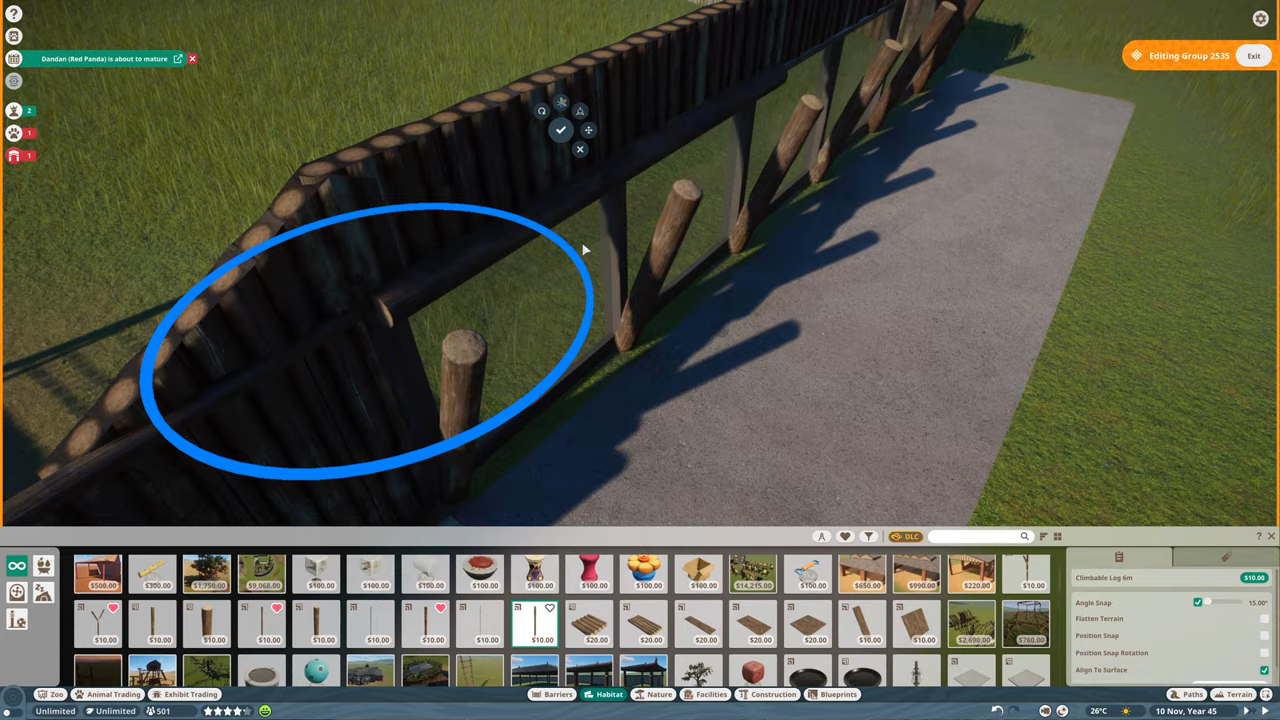 ?
Dandan (Red Panda) is about to mature
2
1
1
Editing Group 2535
Exit
DLC
?
$500.00
$300.00
$1,750.00
$9,068.00
$100.00
$100.00
$100.00
$100.00
$100.00
$100.00
$100.00
$100.00
$14,215.00
$100.00
$650.00
$990.00
$220.00
$10.00
$10.00
$10.00
$10.00
$10.00
$10.00
$10.00
$10.00
$10.00
$10.00
$20.00
$20.00
$20.00
$20.00
$20.00
$10.00
$10.00
$2,690.00
$780.00
Climbable Log 6m
$10.00
Angle Snap
15.00°
Flatten Terrain
Position Snap
Position Snap Rotation
Align To Surface
Zoo
Animal Trading
Exhibit Trading
Barriers
Habitat
Nature
Facilities
Construction
Blueprints
Paths
Terrain
Unlimited
Unlimited
501
26°C
10 Nov, Year 45